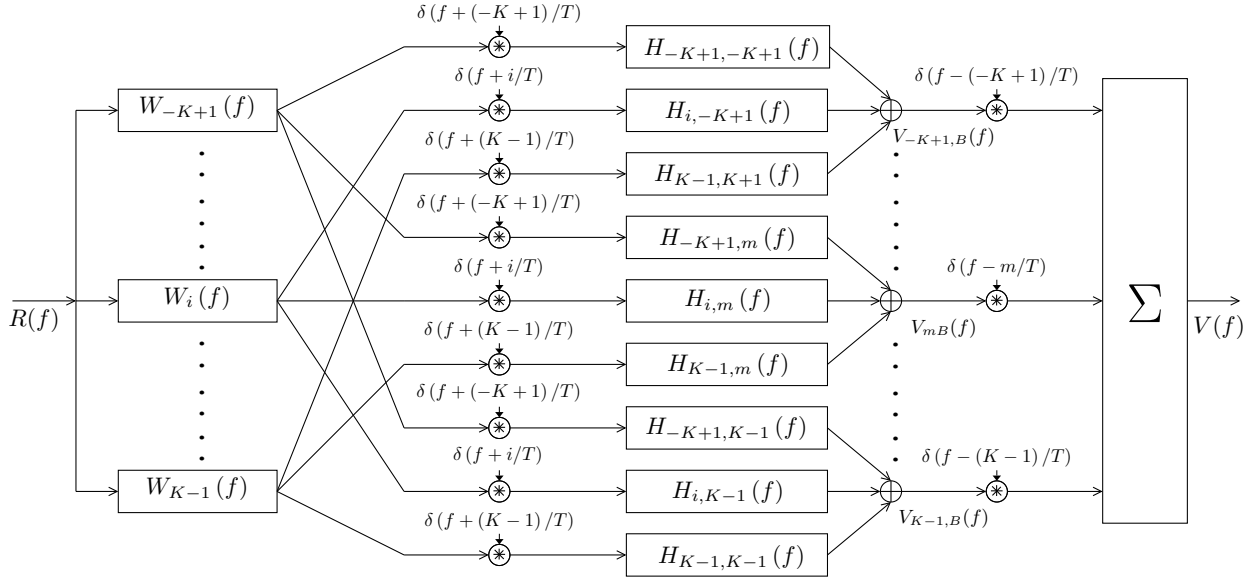 δ(f+(−K+1)/T)
H_{−K+1,−K+1}(f)
δ(f+i/T)
δ(f−(−K+1)/T)
W_{−K+1}(f)
H_{i,−K+1}(f)
V_{−K+1,B}(f)
δ(f+(K−1)/T)
H_{K−1,K+1}(f)
δ(f+(−K+1)/T)
H_{−K+1,m}(f)
δ(f+i/T)
δ(f−m/T)
R(f)
W_i(f)
H_{i,m}(f)
V_{mB}(f)
∑
V(f)
δ(f+(K−1)/T)
H_{K−1,m}(f)
δ(f+(−K+1)/T)
H_{−K+1,K−1}(f)
δ(f+i/T)
δ(f−(K−1)/T)
W_{K−1}(f)
H_{i,K−1}(f)
V_{K−1,B}(f)
δ(f+(K−1)/T)
H_{K−1,K−1}(f)